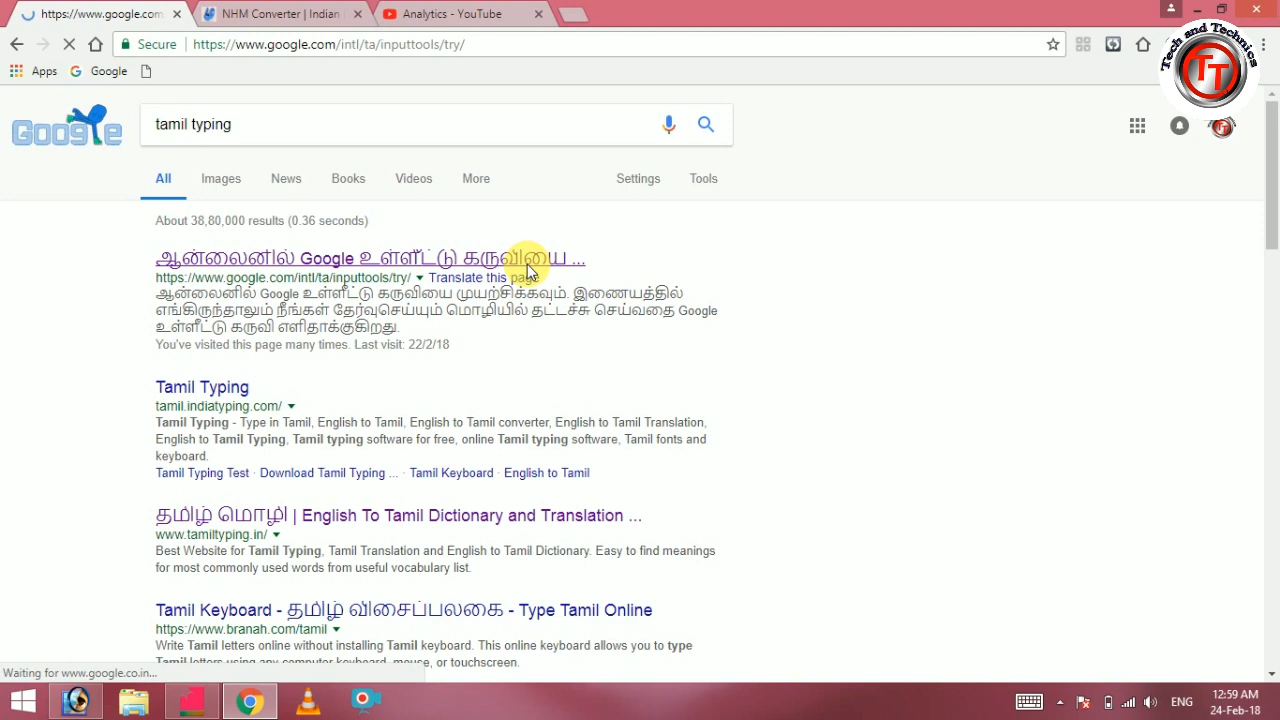 https://www.google.com
NHM Converter | Indian
Analytics - YouTube
Secure
https://www.google.com/intl/ta/inputtools/try/
Apps
Google
Tech and Technics
TT
Google
tamil typing
All
Images
News
Books
Videos
More
Settings
Tools
About 38,80,000 results (0.36 seconds)
ஆன்லைனில் Google உள்ளீட்டு கருவியை ...
https://www.google.com/intl/ta/inputtools/try/ Translate this page
ஆன்லைனில் Google உள்ளீட்டு கருவியை முயற்சிக்கவும். இணையத்தில்
எங்கிருந்தாலும் நீங்கள் தேர்வுசெய்யும் மொழியில் தட்டச்சு செய்வதை Google
உள்ளீட்டு கருவி எளிதாக்குகிறது.
You've visited this page many times. Last visit: 22/2/18
Tamil Typing
tamil.indiatyping.com/
Tamil Typing - Type in Tamil, English to Tamil, English to Tamil converter, English to Tamil Translation,
English to Tamil Typing, Tamil typing software for free, online Tamil typing software, Tamil fonts and
keyboard.
Tamil Typing Test · Download Tamil Typing ... · Tamil Keyboard · English to Tamil
தமிழ் மொழி | English To Tamil Dictionary and Translation ...
www.tamiltyping.in/
Best Website for Tamil Typing, Tamil Translation and English to Tamil Dictionary. Easy to find meanings
for most commonly used words from useful vocabulary list.
Tamil Keyboard - தமிழ் விசைப்பலகை - Type Tamil Online
https://www.branah.com/tamil
Write Tamil letters online without installing Tamil keyboard. This online keyboard allows you to type
Tamil letters using any computer keyboard, mouse, or touchscreen.
Waiting for www.google.co.in...
ENG
12:59 AM
24-Feb-18